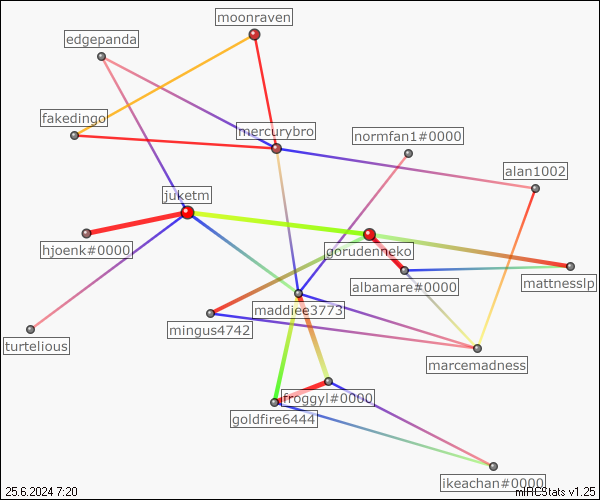 moonraven
edgepanda
fakedingo
mercurybro
normfan1#0000
alan1002
juketm
hjoenk#0000
gorudenneko
albamare#0000
mattnesslp
maddiee3773
mingus4742
turtelious
marcemadness
froggyl#0000
goldfire6444
ikeachan#0000
25.6.2024 7:20
mIRCStats v1.25